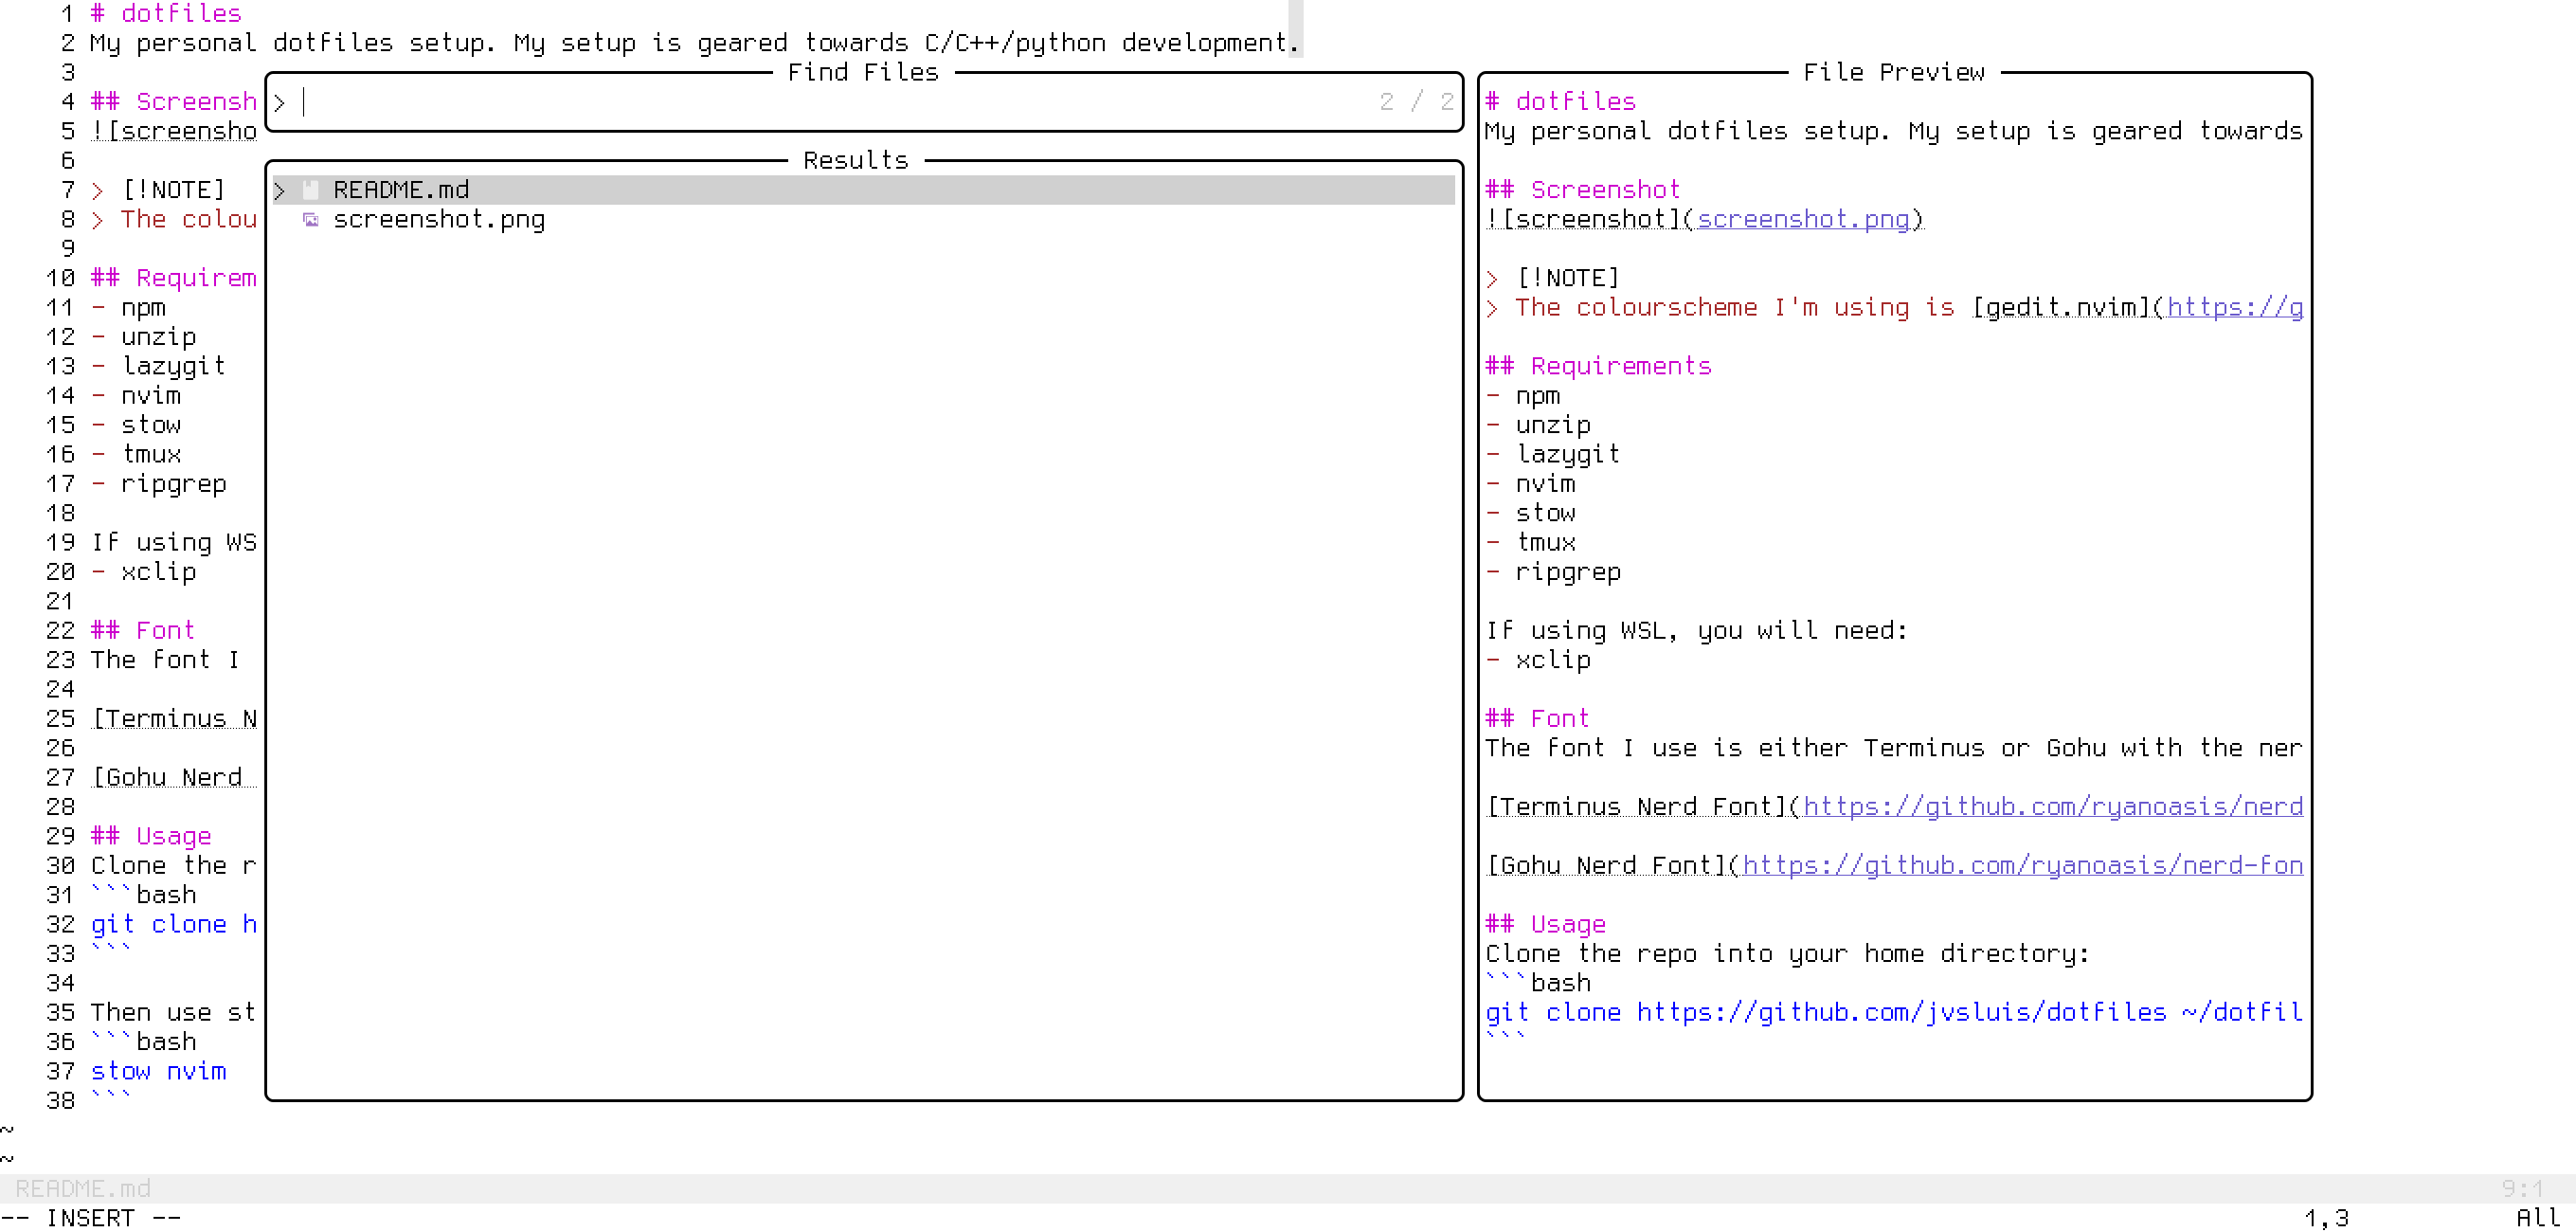 1 # dotfiles
2 My personal dotfiles setup. My setup is geared towards C/C++/python development.
3
4 ## Screensh
5 ![screensho
6
7 > [!NOTE]
8 > The colou
9
10 ## Requirem
11 - npm
12 - unzip
13 - lazygit
14 - nvim
15 - stow
16 - tmux
17 - ripgrep
18
19 If using WS
20 - xclip
21
22 ## Font
23 The font I
24
25 [Terminus N
26
27 [Gohu Nerd
28
29 ## Usage
30 Clone the r
31 ```bash
32 git clone h
33 ```
34
35 Then use st
36 ```bash
37 stow nvim
38 ```
~
~
Find Files
> 2 / 2
Results
> README.md
screenshot.png
File Preview
# dotfiles
My personal dotfiles setup. My setup is geared towards
## Screenshot
![screenshot](screenshot.png)
> [!NOTE]
> The colourscheme I'm using is [gedit.nvim](https://g
## Requirements
- npm
- unzip
- lazygit
- nvim
- stow
- tmux
- ripgrep
If using WSL, you will need:
- xclip
## Font
The font I use is either Terminus or Gohu with the ner
[Terminus Nerd Font](https://github.com/ryanoasis/nerd
[Gohu Nerd Font](https://github.com/ryanoasis/nerd-fon
## Usage
Clone the repo into your home directory:
```bash
git clone https://github.com/jvsluis/dotfiles ~/dotfil
```
README.md 9:1
-- INSERT -- 1,3 All